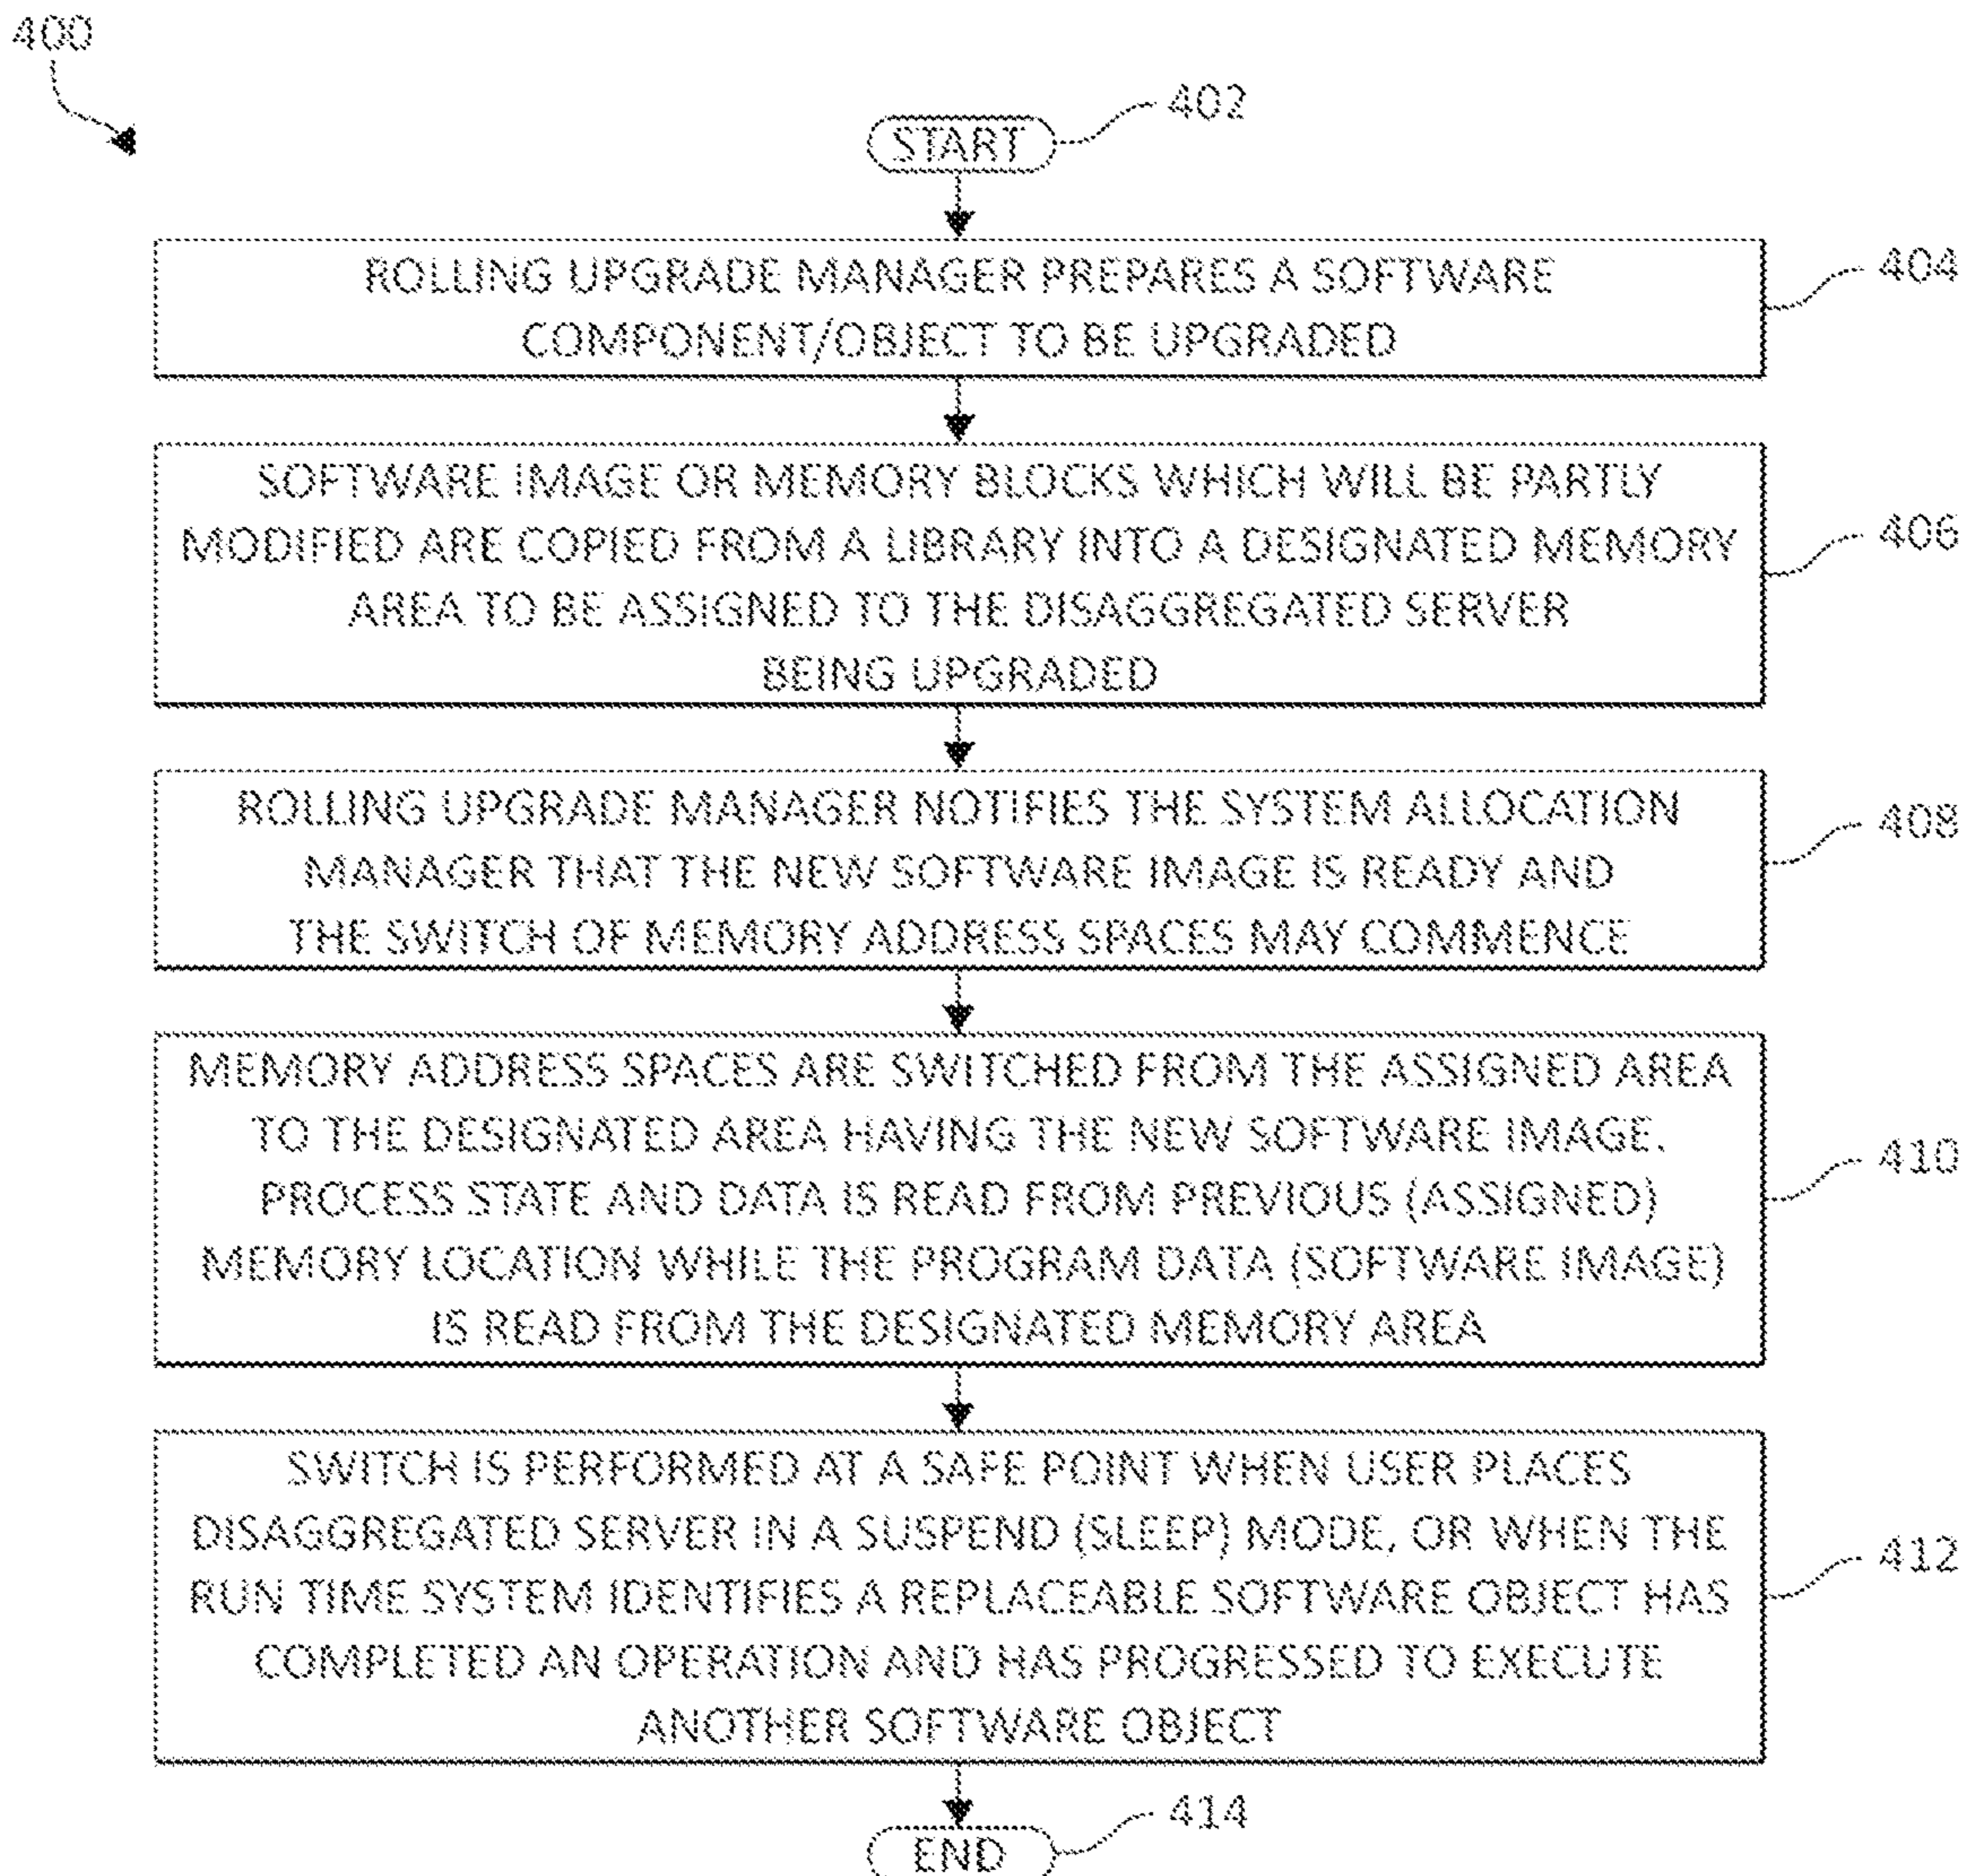 400
START
402
ROLLING UPGRADE MANAGER PREPARES A SOFTWARE
COMPONENT/OBJECT TO BE UPGRADED
404
SOFTWARE IMAGE OR MEMORY BLOCKS WHICH WILL BE PARTLY
MODIFIED ARE COPIED FROM A LIBRARY INTO A DESIGNATED MEMORY
AREA TO BE ASSIGNED TO THE DISAGGREGATED SERVER
BEING UPGRADED
406
ROLLING UPGRADE MANAGER NOTIFIES THE SYSTEM ALLOCATION
MANAGER THAT THE NEW SOFTWARE IMAGE IS READY AND
THE SWITCH OF MEMORY ADDRESS SPACES MAY COMMENCE
408
MEMORY ADDRESS SPACES ARE SWITCHED FROM THE ASSIGNED AREA
TO THE DESIGNATED AREA HAVING THE NEW SOFTWARE IMAGE.
PROCESS STATE AND DATA IS READ FROM PREVIOUS (ASSIGNED)
MEMORY LOCATION WHILE THE PROGRAM DATA (SOFTWARE IMAGE)
IS READ FROM THE DESIGNATED MEMORY AREA
410
SWITCH IS PERFORMED AT A SAFE POINT WHEN USER PLACES
DISAGGREGATED SERVER IN A SUSPEND (SLEEP) MODE, OR WHEN THE
RUN TIME SYSTEM IDENTIFIES A REPLACEABLE SOFTWARE OBJECT HAS
COMPLETED AN OPERATION AND HAS PROGRESSED TO EXECUTE
ANOTHER SOFTWARE OBJECT
412
END
414